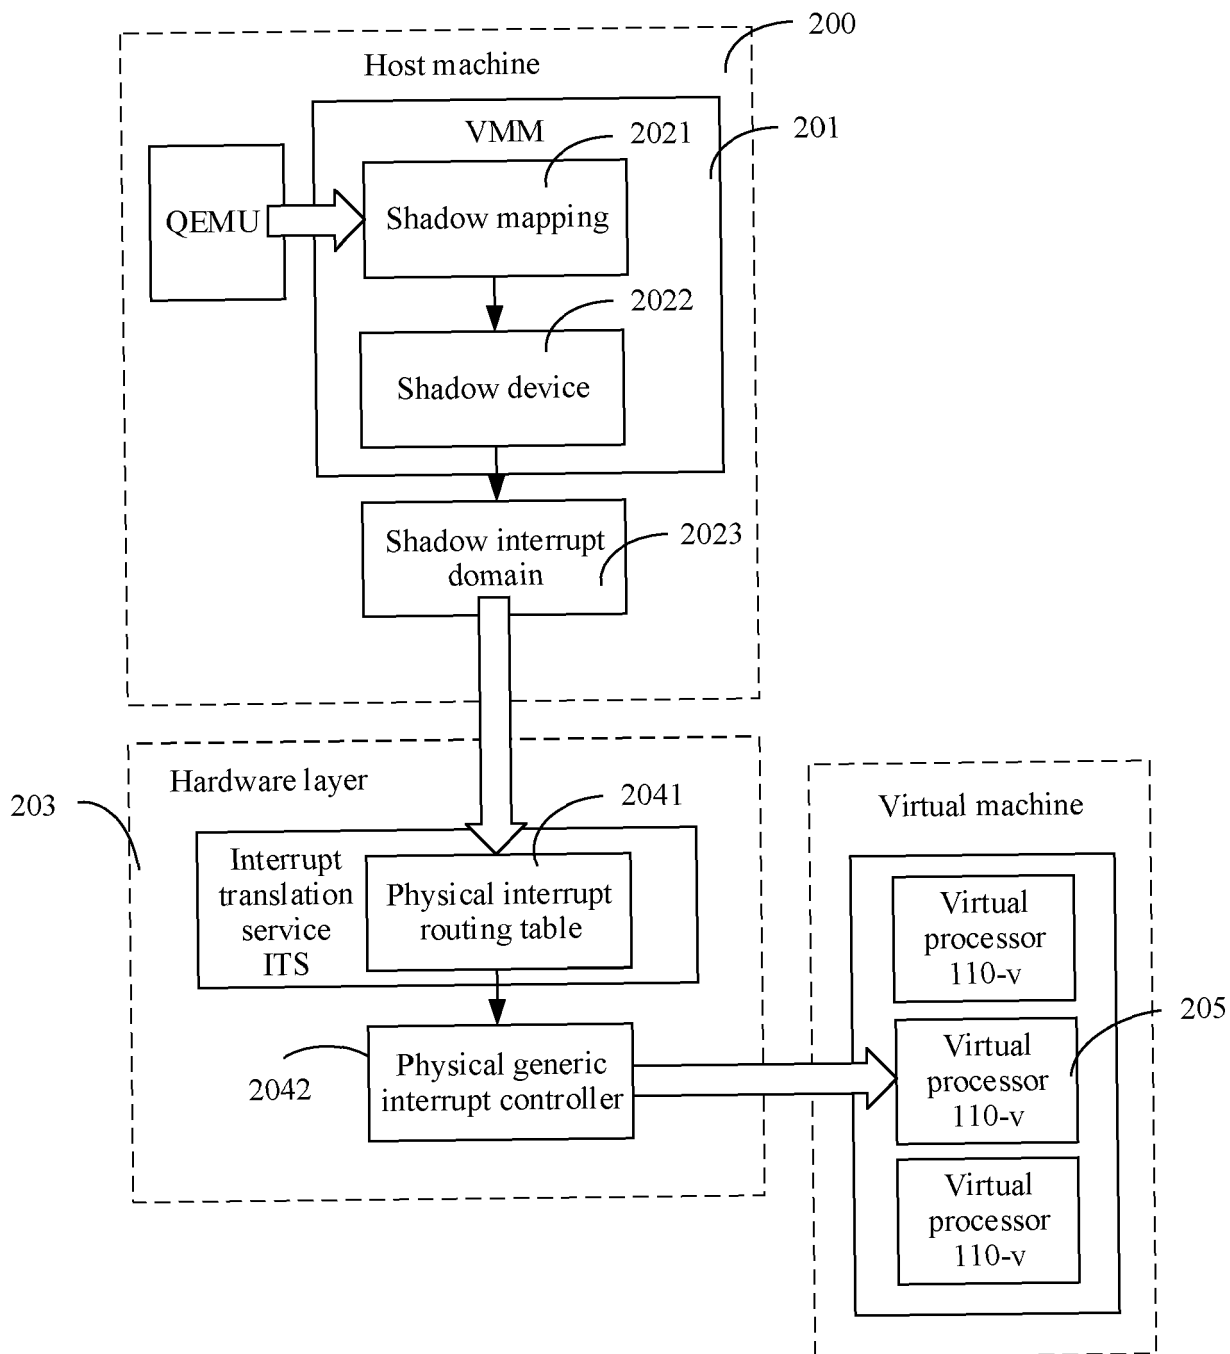 200
Host machine
VMM
2021
201
QEMU
Shadow mapping
2022
Shadow device
Shadow interrupt
domain
2023
Hardware layer
203
2041
Interrupt
translation
service
ITS
Physical interrupt
routing table
2042
Physical generic
interrupt controller
Virtual machine
Virtual
processor
110-v
205
Virtual
processor
110-v
Virtual
processor
110-v